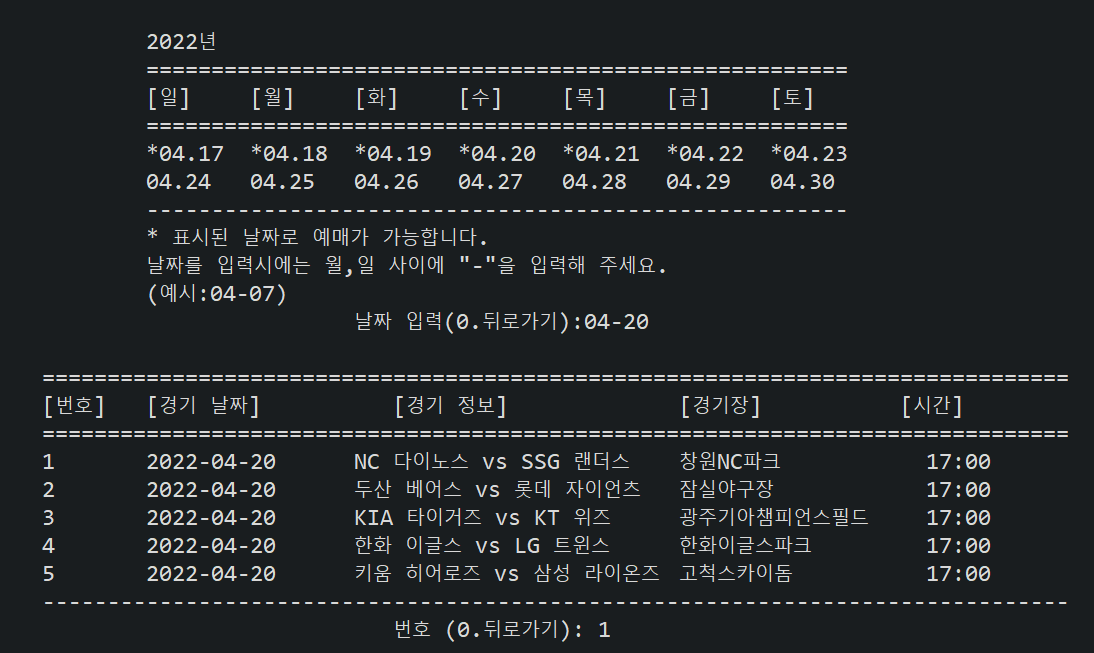 2022년
======================================================
[일] [월] [화] [수] [목] [금] [토]
======================================================
*04.17 *04.18 *04.19 *04.20 *04.21 *04.22 *04.23
04.24 04.25 04.26 04.27 04.28 04.29 04.30
------------------------------------------------------
* 표시된 날짜로 예매가 가능합니다.
날짜를 입력시에는 월,일 사이에 "-"을 입력해 주세요.
(예시:04-07)
날짜 입력(0.뒤로가기):04-20
===============================================================================
[번호] [경기 날짜] [경기 정보] [경기장] [시간]
===============================================================================
1 2022-04-20 NC 다이노스 vs SSG 랜더스 창원NC파크 17:00
2 2022-04-20 두산 베어스 vs 롯데 자이언츠 잠실야구장 17:00
3 2022-04-20 KIA 타이거즈 vs KT 위즈 광주기아챔피언스필드 17:00
4 2022-04-20 한화 이글스 vs LG 트윈스 한화이글스파크 17:00
5 2022-04-20 키움 히어로즈 vs 삼성 라이온즈 고척스카이돔 17:00
-------------------------------------------------------------------------------
번호 (0.뒤로가기): 1